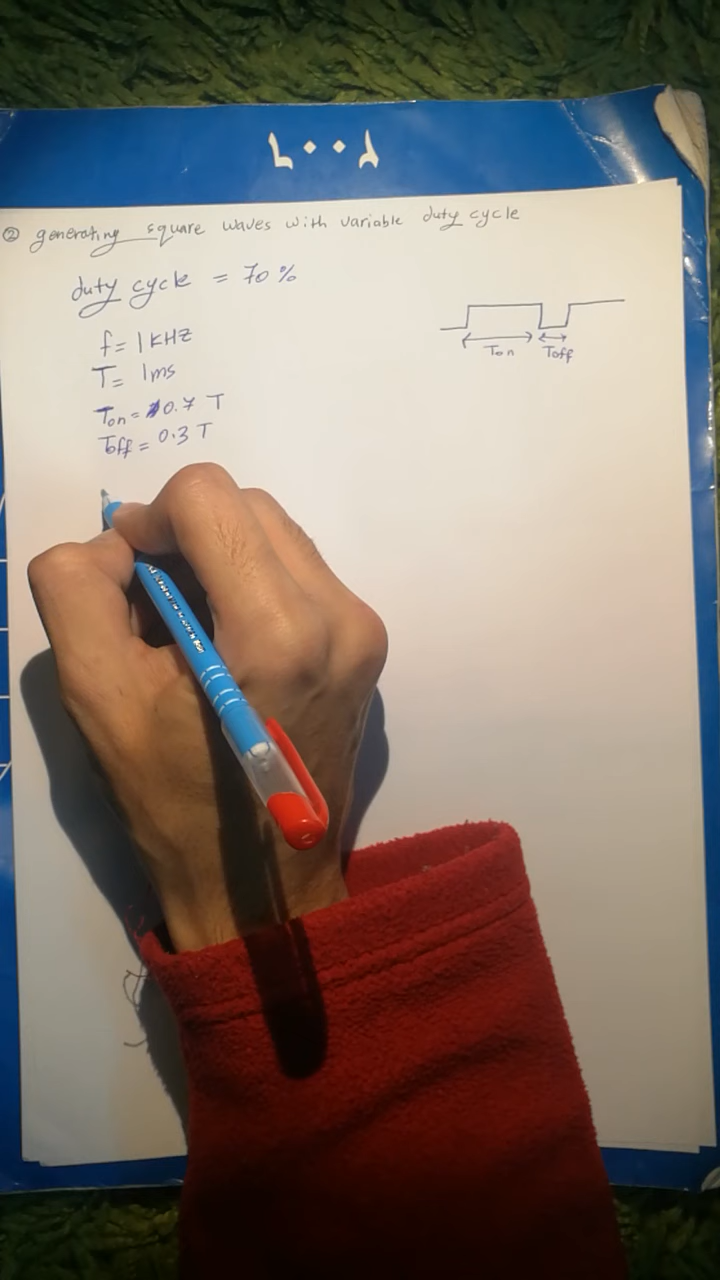 ② generating square waves with variable duty cycle
duty cycle = 70 %
f = 1 KHZ
T = 1ms
Ton = 0.7 T
Toff = 0.3 T
Ton Toff